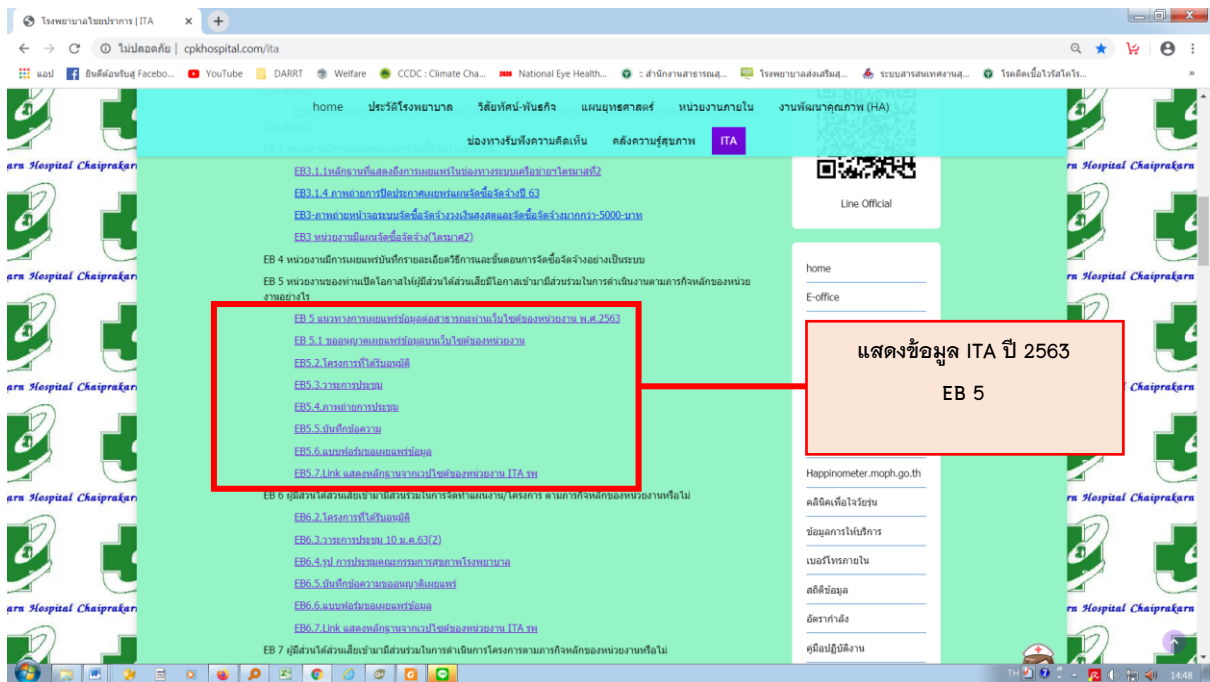 โรงพยาบาลไชยปราการ | ITA
ไม่ปลอดภัย | cpkhospital.com/ita
แอป ยินดีต้อนรับสู่ Facebo... YouTube DARRT Welfare CCDC : Climate Cha... National Eye Health... :: สำนักงานสาธารณสุ... โรงพยาบาลส่งเสริมสุ... ระบบสารสนเทศงานสุ... โรคติดเชื้อไวรัสโคโร... »
home ประวัติโรงพยาบาล วิสัยทัศน์-พันธกิจ แผนยุทธศาสตร์ หน่วยงานภายใน งานพัฒนาคุณภาพ (HA)
ช่องทางรับฟังความคิดเห็น คลังความรู้สุขภาพ ITA
EB3.1.1หลักฐานที่แสดงถึงการเผยแพร่ในช่องทางระบบเครือข่ายฯไตรมาสที่2
EB3.1.4 ภาพถ่ายการปิดประกาศเผยพร่แผนจัดซื้อจัดจ้างปี 63
EB3-ภาพถ่ายหน้าจอระบบจัดซื้อจัดจ้างวงเงินสูงสุดและจัดซื้อจัดจ้างมากกว่า-5000-บาท
EB3 หน่วยงานมีแผนจัดซื้อจัดจ้าง(ไตรมาศ2)
EB 4 หน่วยงานมีการเผยแพร่บันทึกรายละเอียดวิธีการและขั้นตอนการจัดซื้อจัดจ้างอย่างเป็นระบบ
EB 5 หน่วยงานของท่านเปิดโอกาสให้ผู้มีส่วนได้ส่วนเสียมีโอกาสเข้ามามีส่วนร่วมในการดำเนินงานตามภารกิจหลักของหน่วย
งานอย่างไร
EB 5 แนวทางการเผยแพร่ข้อมูลต่อสาธารณะผ่านเว็บไซต์ของหน่วยงาน พ.ศ.2563
EB 5.1 ขออนุญาตเผยแพร่ข้อมูลบนเว็บไซต์ของหน่วยงาน
EB5.2.โครงการที่ได้รับอนุมัติ
EB5.3.วาระการประชุม
EB5.4.ภาพถ่ายการประชุม
EB5.5.บันทึกข้อความ
EB5.6.แบบฟอร์มขอเผยแพร่ข้อมูล
EB5.7.Link แสดงหลักฐานจากเวปไซต์ของหน่วยงาน ITA รพ
EB 6 ผู้มีส่วนได้ส่วนเสียเข้ามามีส่วนร่วมในการจัดทำแผนงาน/โครงการ ตามภารกิจหลักของหน่วยงานหรือไม่
EB6.2.โครงการที่ได้รับอนุมัติ
EB6.3.วาระการประชุม 10 ม.ค.63(2)
EB6.4.รูป การประชุมคณะกรรมการสุขภาพโรงพยาบาล
EB6.5.บันทึกข้อความขออนุญาติเผยแพร่
EB6.6.แบบฟอร์มขอเผยแพร่ข้อมูล
EB6.7.Link แสดงหลักฐานจากเวปไซต์ของหน่วยงาน ITA รพ
EB 7 ผู้มีส่วนได้ส่วนเสียเข้ามามีส่วนร่วมในการดำเนินการโครงการตามภารกิจหลักของหน่วยงานหรือไม่
Line Official
home
E-office
แสดงข้อมูล ITA ปี 2563
EB 5
Happinometer.moph.go.th
คลินิคเพื่อใจวัยรุ่น
ข้อมูลการให้บริการ
เบอร์โทรภายใน
สถิติข้อมูล
อัตรากำลัง
คู่มือปฏิบัติงาน
arn Hospital Chaiprakarn
TH 14:48